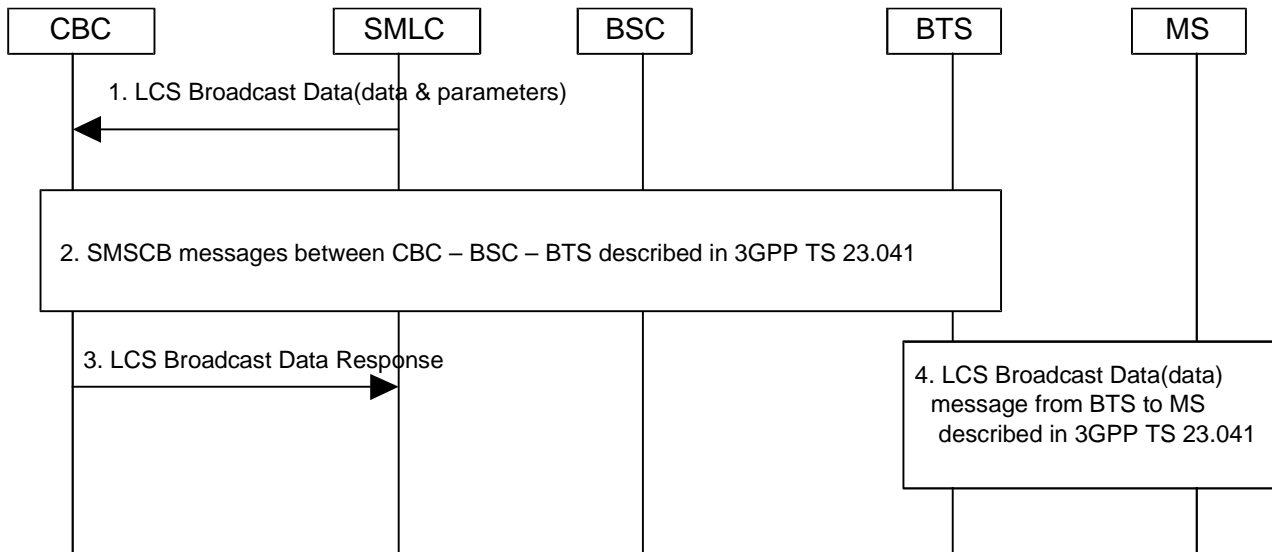 CBC
SMLC
BSC
BTS
MS
1. LCS Broadcast Data(data & parameters)
2. SMSCB messages between CBC – BSC – BTS described in 3GPP TS 23.041
3. LCS Broadcast Data Response
4. LCS Broadcast Data(data)
message from BTS to MS
described in 3GPP TS 23.041